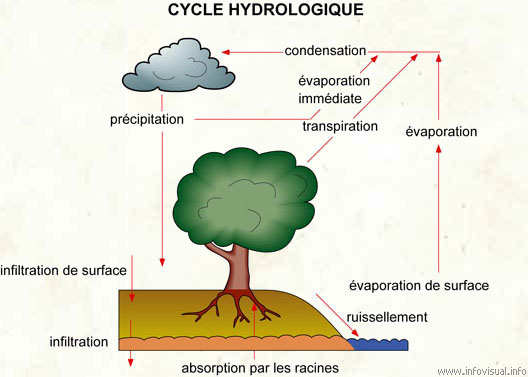 CYCLE HYDROLOGIQUE
condensation
évaporation
immédiate
précipitation
transpiration
évaporation
infiltration de surface
évaporation de surface
ruissellement
infiltration
absorption par les racines
www.infovisual.info